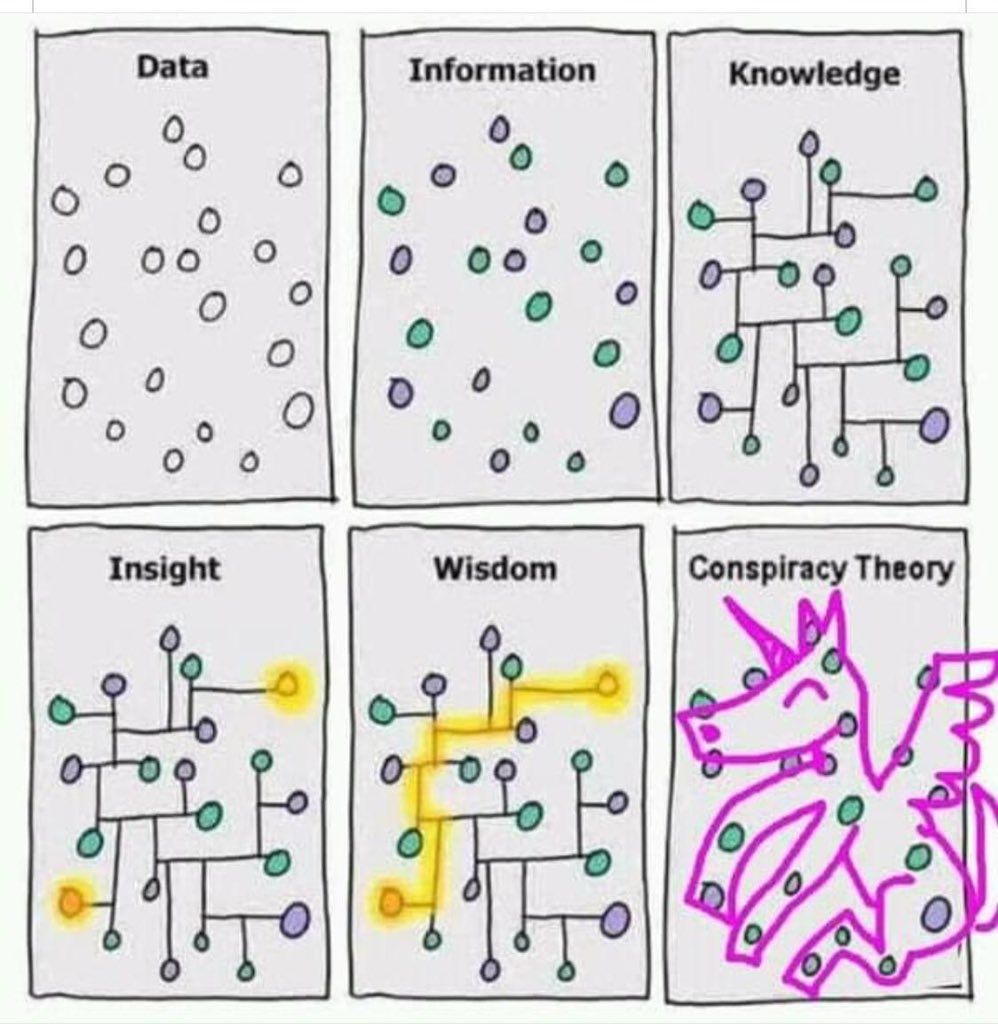 Data
Information
Knowledge
Insight
Wisdom
Conspiracy Theory